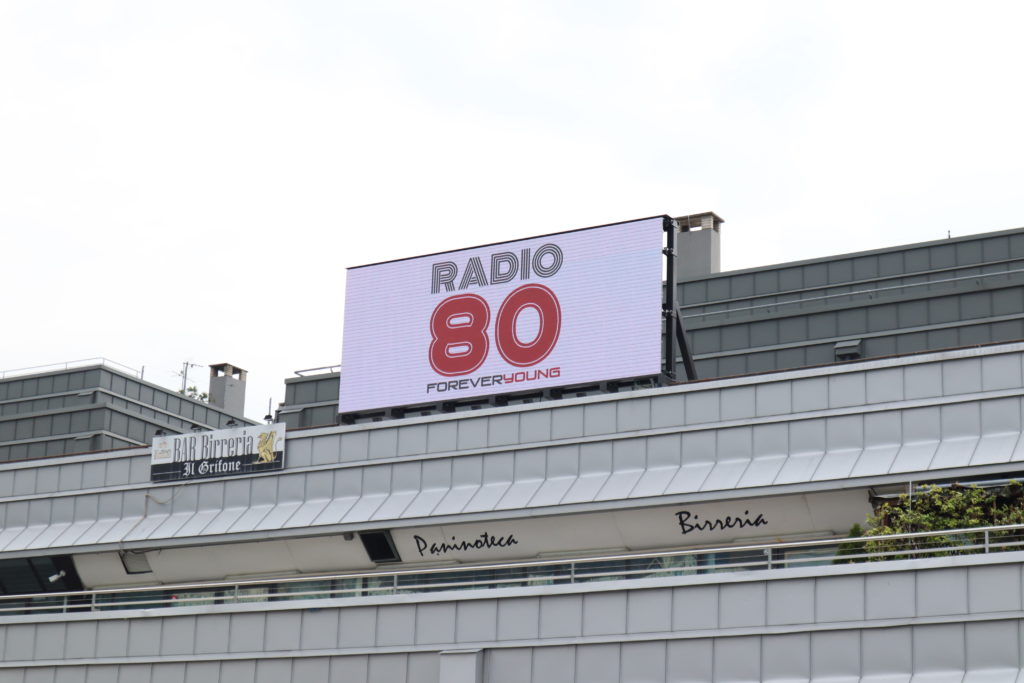 RADIO
80
FOREVERYOUNG
BAR Birreria
Il Grifone
Paninoteca
Birreria